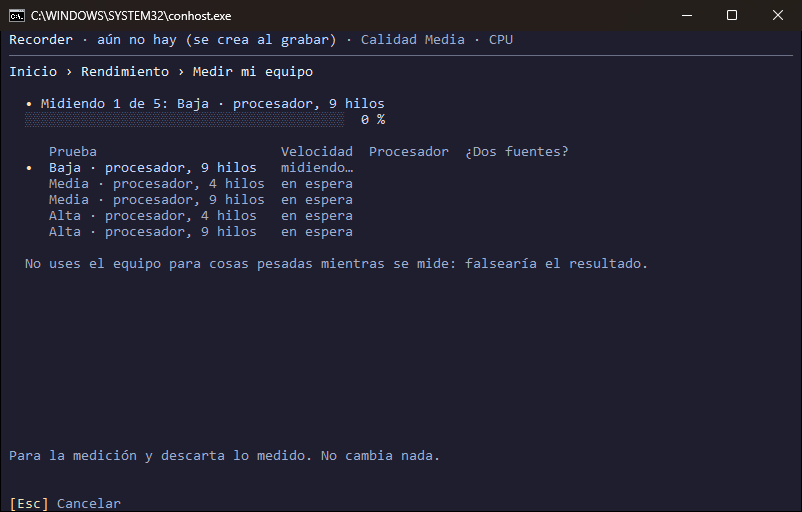 C:\WINDOWS\SYSTEM32\conhost.exe
Recorder · aún no hay (se crea al grabar) · Calidad Media · CPU
Inicio › Rendimiento › Medir mi equipo
• Midiendo 1 de 5: Baja · procesador, 9 hilos
0 %
Prueba Velocidad Procesador ¿Dos fuentes?
• Baja · procesador, 9 hilos midiendo…
Media · procesador, 4 hilos en espera
Media · procesador, 9 hilos en espera
Alta · procesador, 4 hilos en espera
Alta · procesador, 9 hilos en espera
No uses el equipo para cosas pesadas mientras se mide: falsearía el resultado.
Para la medición y descarta lo medido. No cambia nada.
[Esc] Cancelar